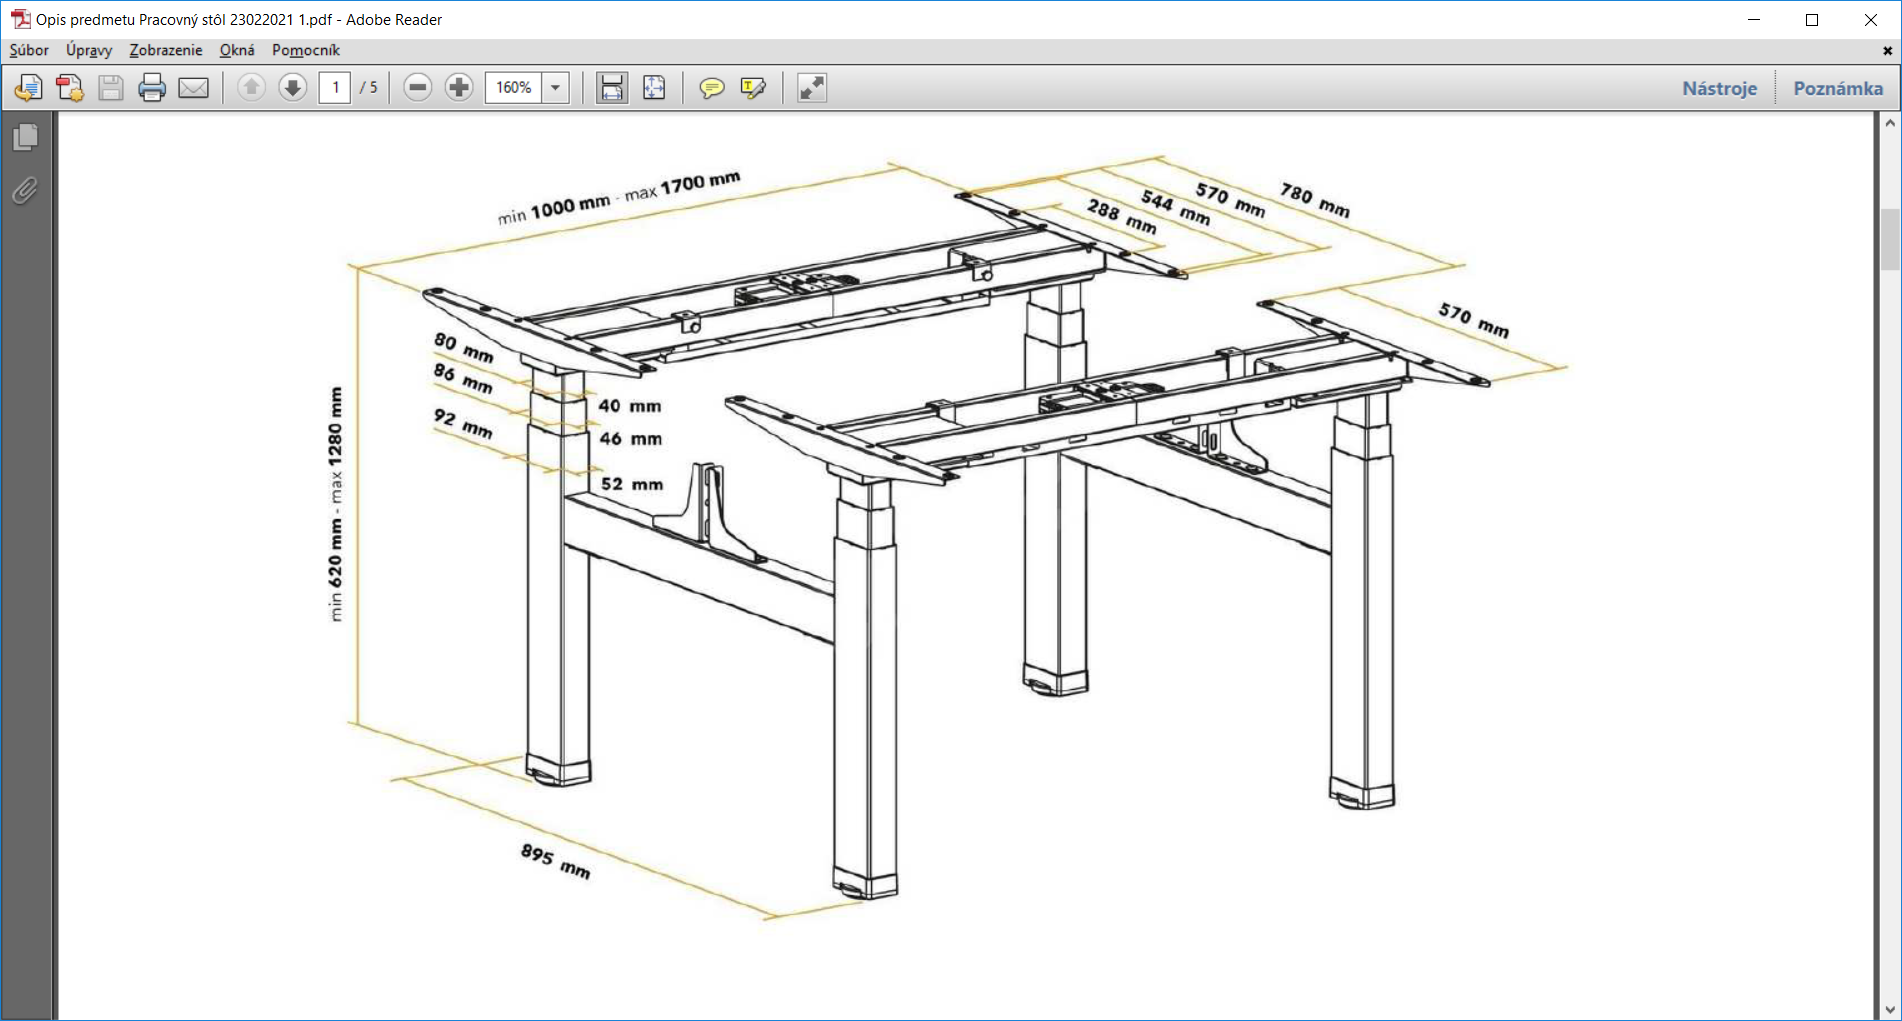 Opis predmetu Pracovný stôl 23022021 1.pdf - Adobe Reader
Súbor Úpravy Zobrazenie Okná Pomocník
1 / 5 160% Nástroje Poznámka
min 1000 mm - max 1700 mm
780 mm
570 mm
544 mm
288 mm
570 mm
80 mm
86 mm
92 mm
40 mm
46 mm
52 mm
min 620 mm - max 1280 mm
895 mm